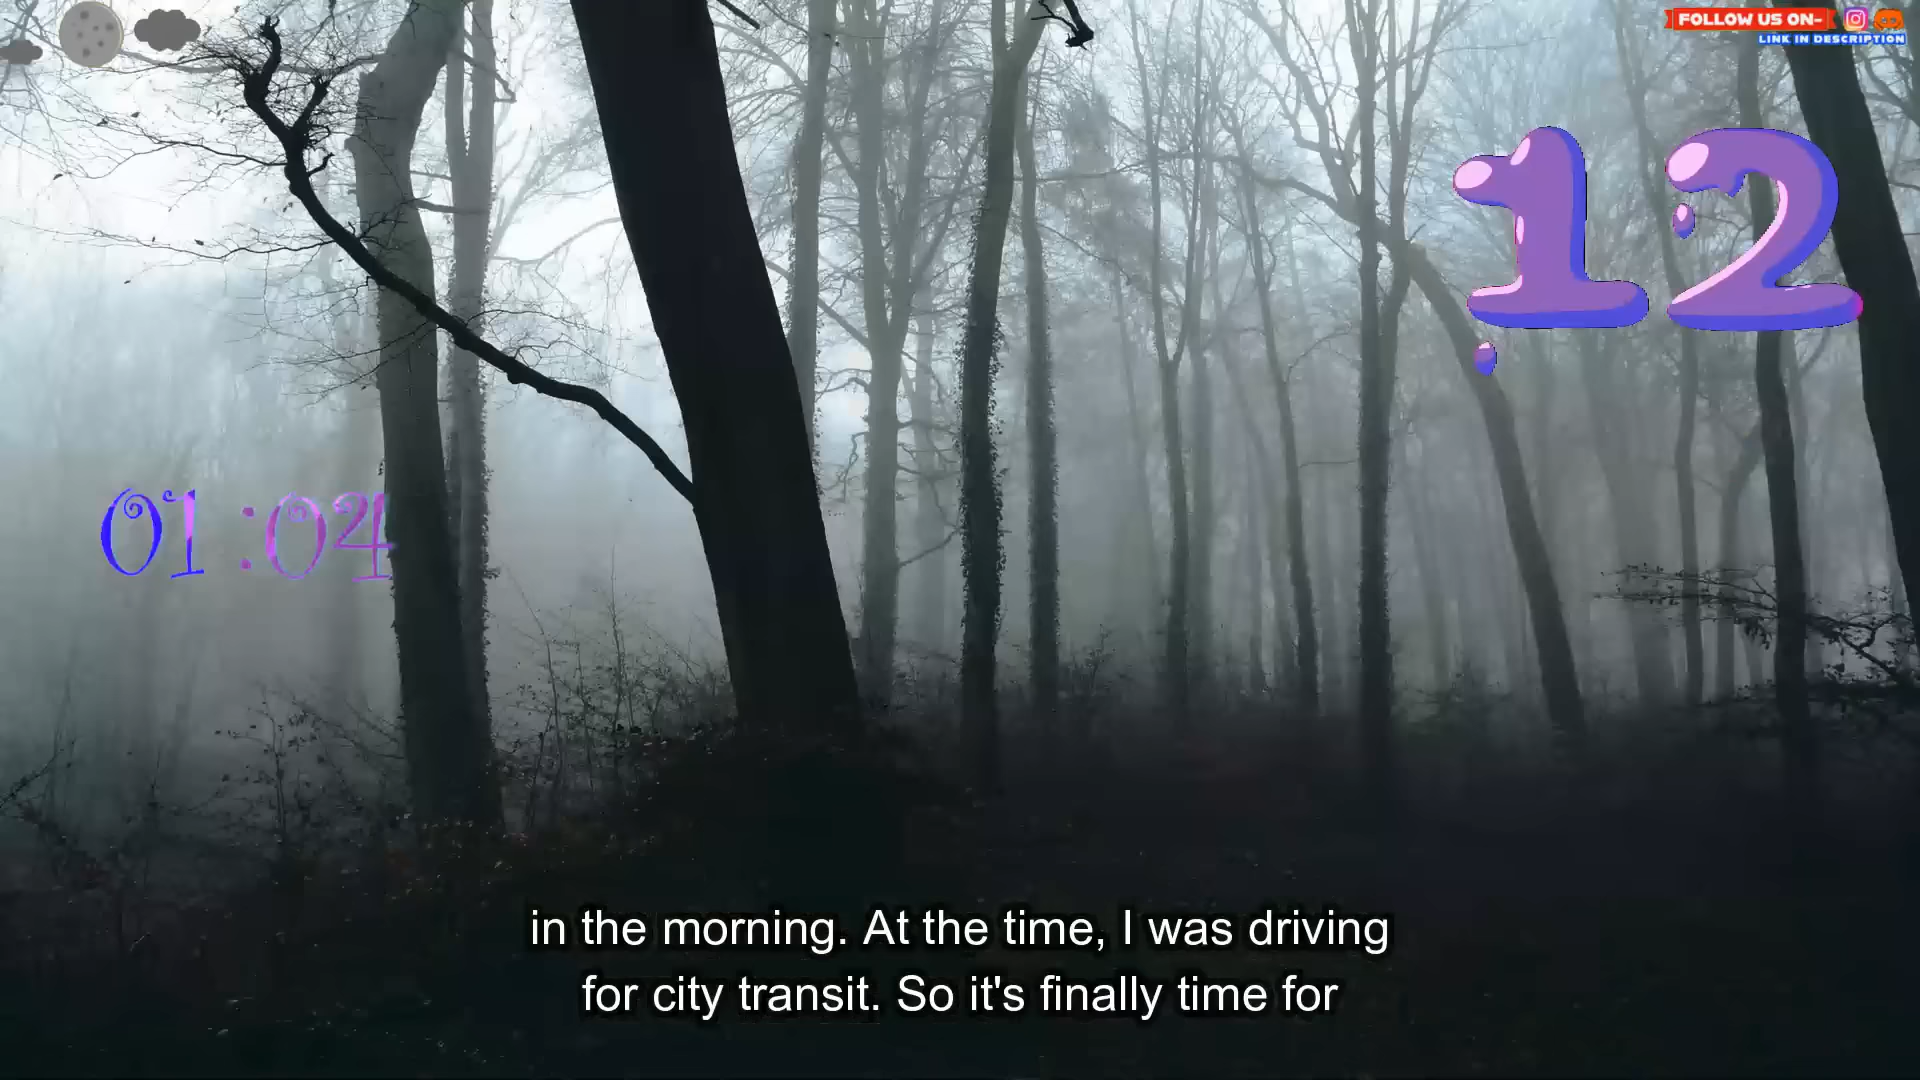 FOLLOW US ON-
LINK IN DESCRIPTION
12
01:04
in the morning. At the time, I was driving
for city transit. So it's finally time for